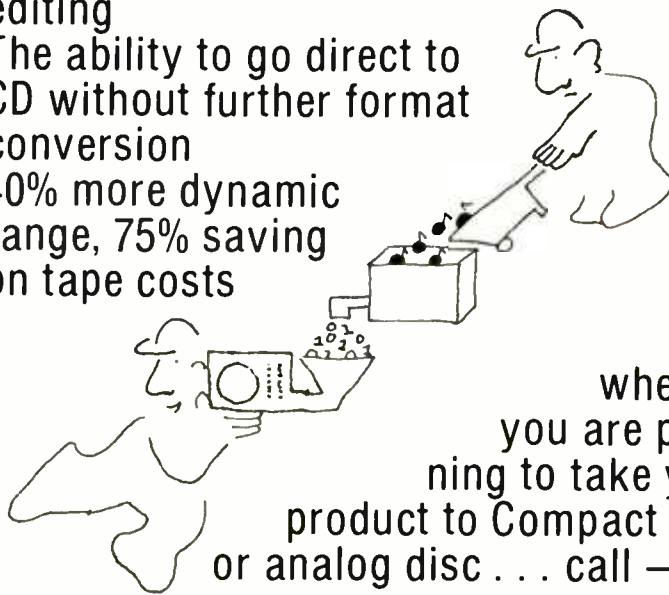 editing
The ability to go direct to
CD without further format
conversion
40% more dynamic
range, 75% saving
on tape costs
you are
ning to take
product to Compact
or analog disc . . . call —